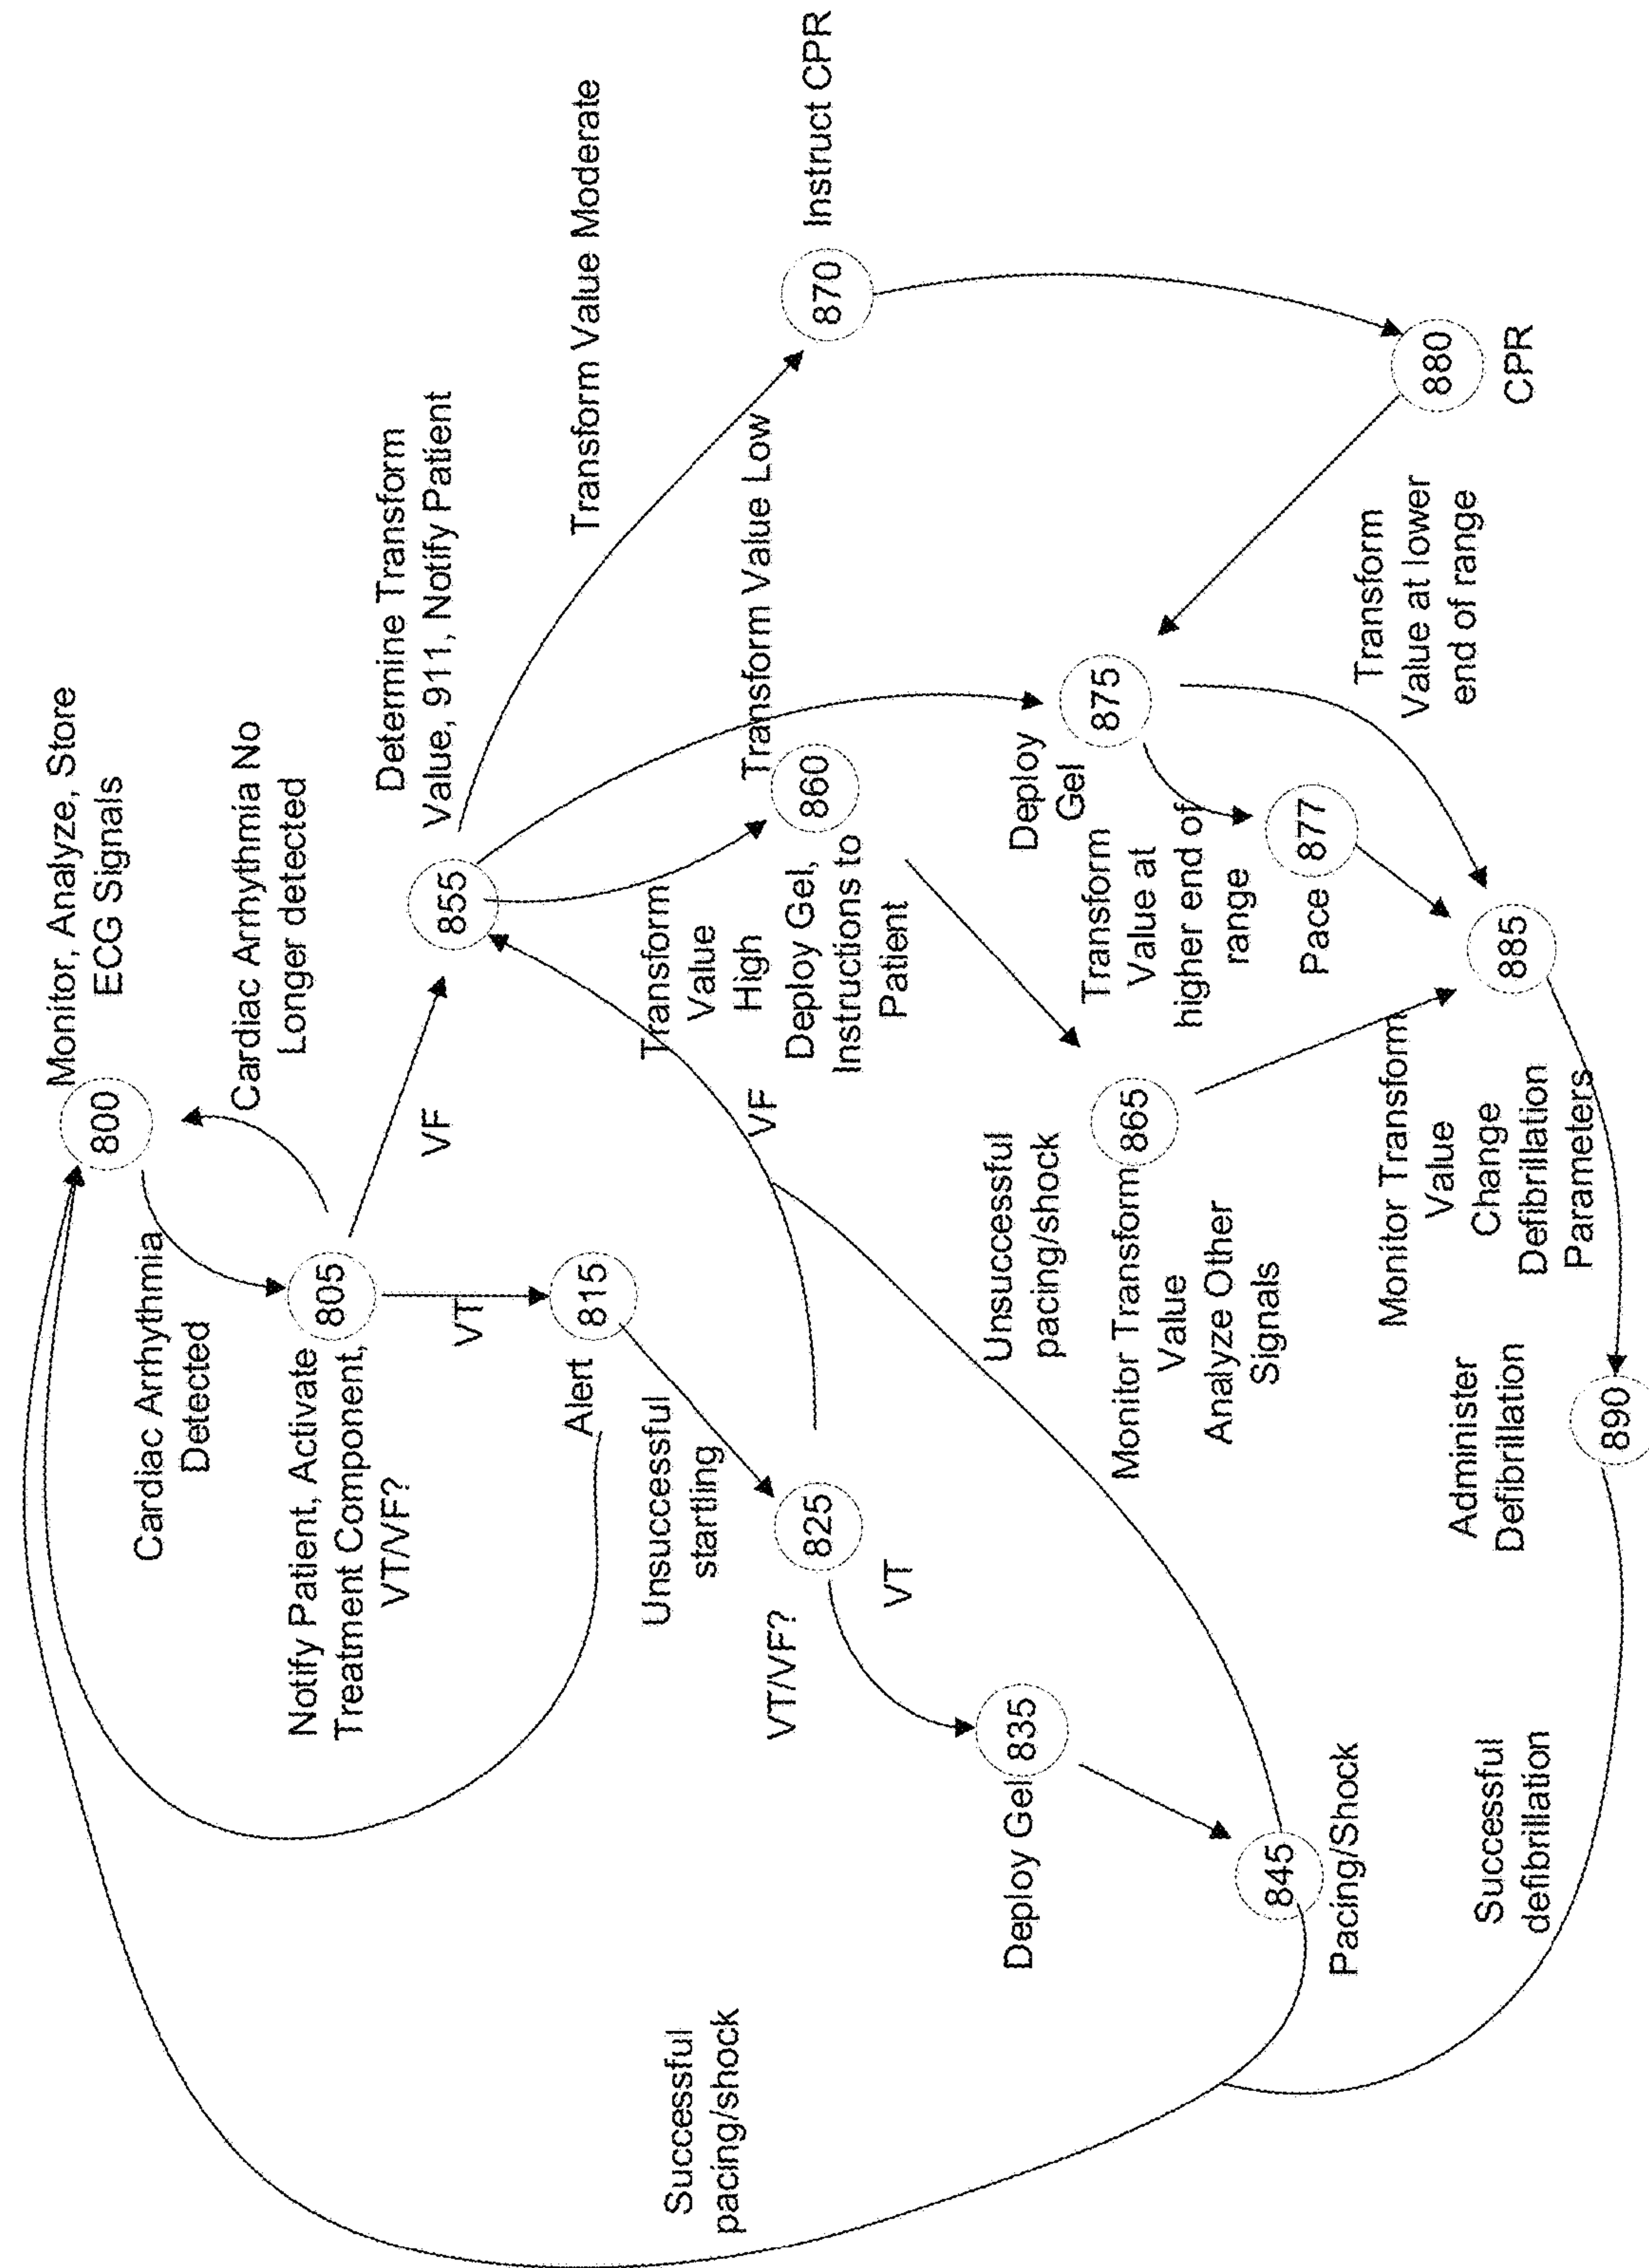 Monitor, Analyze, Store
ECG Signals
800
Cardiac Arrhythmia
Detected
Cardiac Arrhythmia No
Longer detected
Notify Patient, Activate
Treatment Component,
VT/VF?
805
VF
Determine Transform
Value, 911, Notify Patient
855
VT
Alert
815
Transform Value Moderate
Unsuccessful
startling
Transform
Value
High
Successful
pacing/shock
VT/VF?
825
VF
VT
Deploy Gel,
Instructions to
Patient
860
Transform Value Low
870
Instruct CPR
Deploy Gel
835
Unsuccessful
pacing/shock
Deploy
Gel
875
Monitor Transform
Value
Analyze Other
Signals
865
Transform
Value at
higher end of
range
845
Pacing/Shock
Pace
877
Transform
Value at lower
end of range
880
CPR
Monitor Transform
Value
Change
Defibrillation
Parameters
885
Administer
Defibrillation
890
Successful
defibrillation